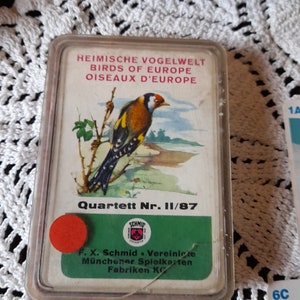 HEIMISCHE VOGELWELT
BIRDS OF EUROPE
OISEAUX D'EUROPE
Quartett Nr. II/87
SCHMID
F. X. Schmid • Vereinigte
Münchener Spielkarten
Fabriken KG
1A
6C